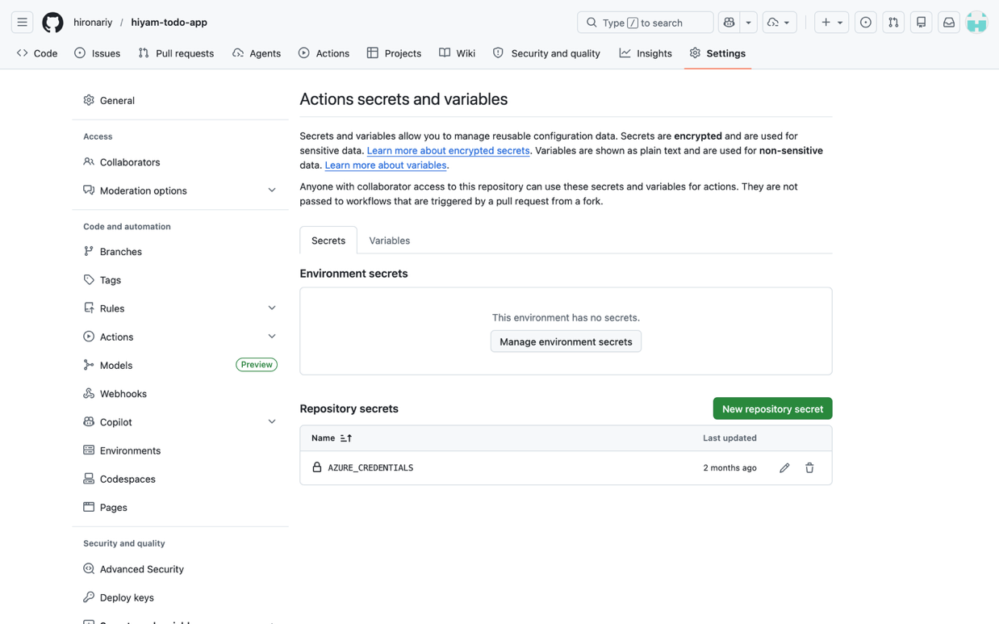 hironariy / hiyam-todo-app
Type / to search
Code
Issues
Pull requests
Agents
Actions
Projects
Wiki
Security and quality
Insights
Settings
General
Access
Collaborators
Moderation options
Code and automation
Branches
Tags
Rules
Actions
Models
Preview
Webhooks
Copilot
Environments
Codespaces
Pages
Security and quality
Advanced Security
Deploy keys
Actions secrets and variables
Secrets and variables allow you to manage reusable configuration data. Secrets are encrypted and are used for
sensitive data. Learn more about encrypted secrets. Variables are shown as plain text and are used for non-sensitive
data. Learn more about variables.
Anyone with collaborator access to this repository can use these secrets and variables for actions. They are not
passed to workflows that are triggered by a pull request from a fork.
Secrets
Variables
Environment secrets
This environment has no secrets.
Manage environment secrets
Repository secrets
New repository secret
Name
Last updated
AZURE_CREDENTIALS
2 months ago